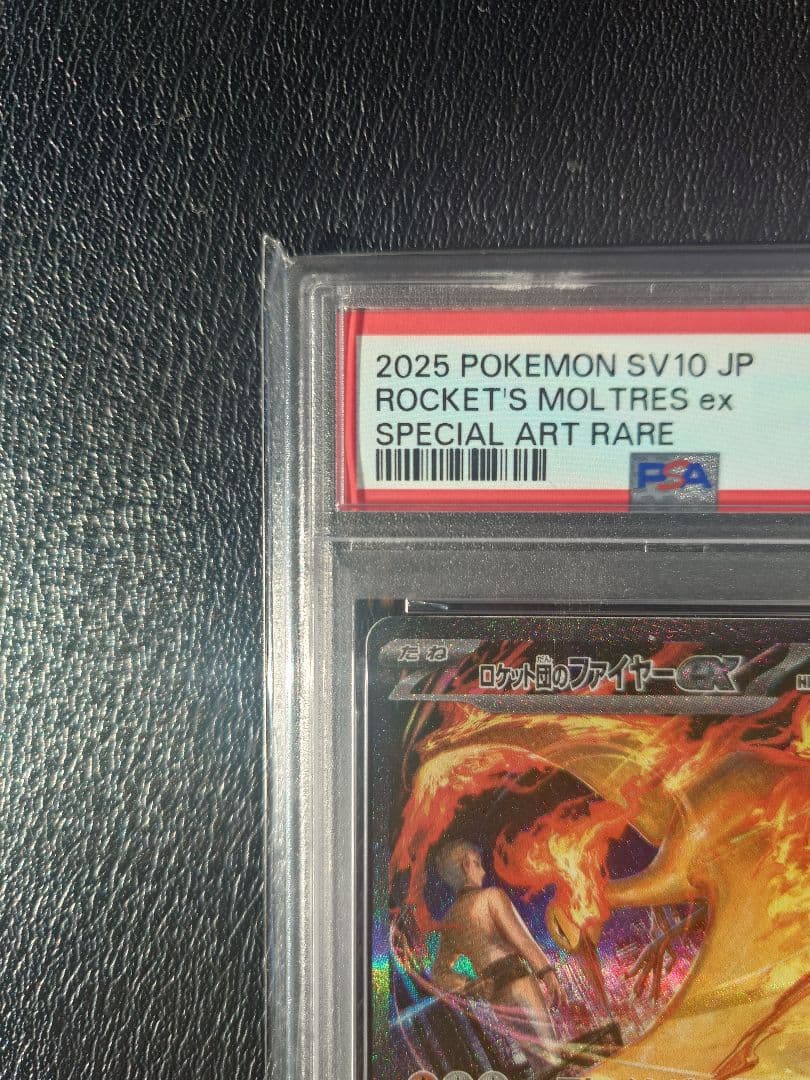 2025 POKEMON SV10 JP
ROCKET'S MOLTRES ex
SPECIAL ART RARE
PSA
たね
ロケット団のファイヤーex